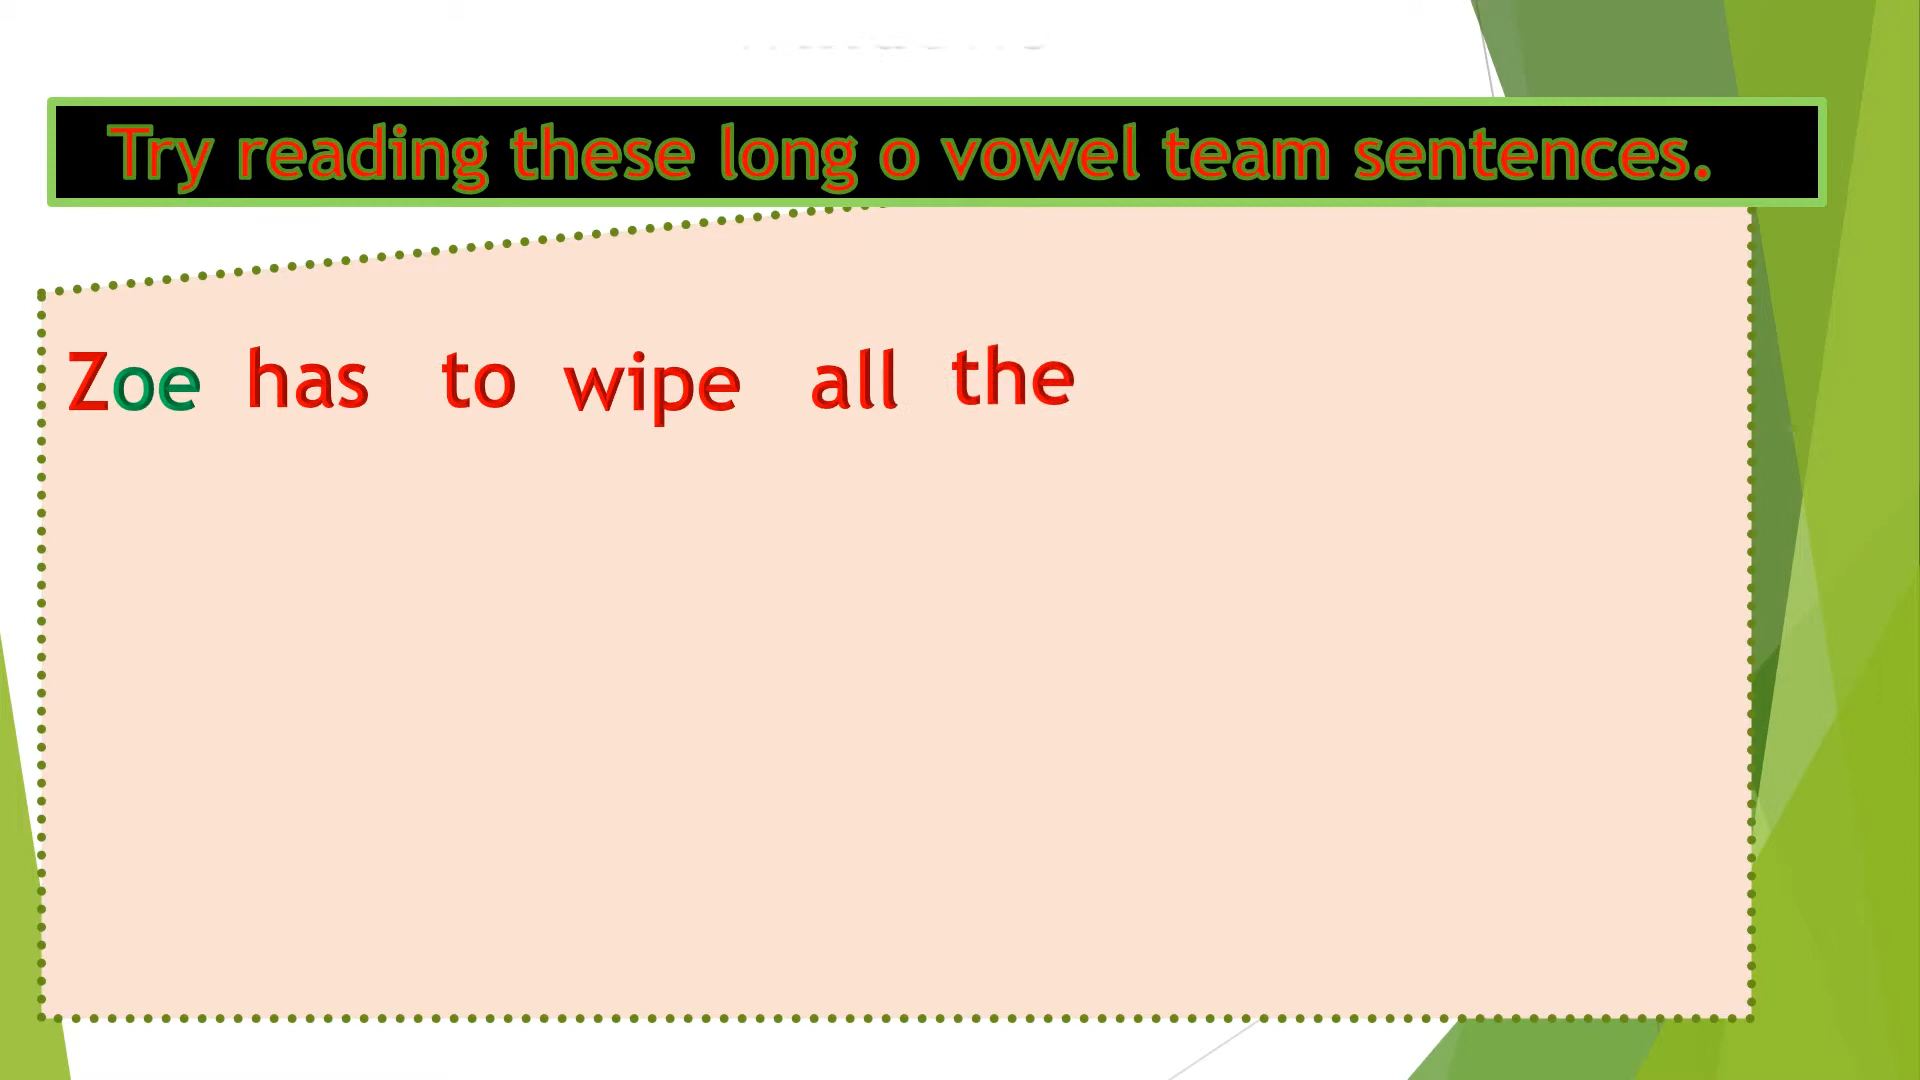 Try reading these long o vowel team sentences.
Zoe has to wipe all the